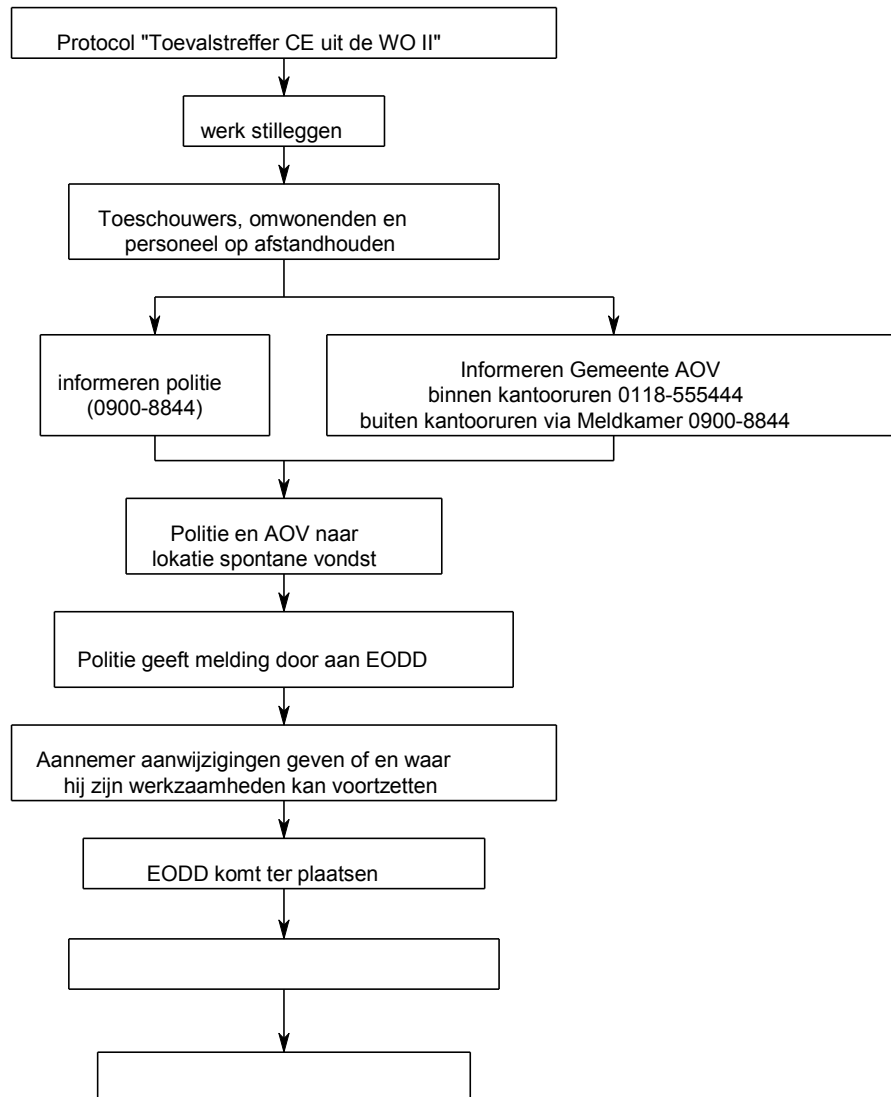 Protocol "Toevalstreffer CE uit de WO II"
werk stilleggen
Toeschouwers, omwonenden en
personeel op afstandhouden
informeren politie
(0900-8844)
Informeren Gemeente AOV
binnen kantooruren 0118-555444
buiten kantooruren via Meldkamer 0900-8844
Politie en AOV naar
lokatie spontane vondst
Politie geeft melding door aan EODD
Aannemer aanwijzigingen geven of en waar
hij zijn werkzaamheden kan voortzetten
EODD komt ter plaatsen